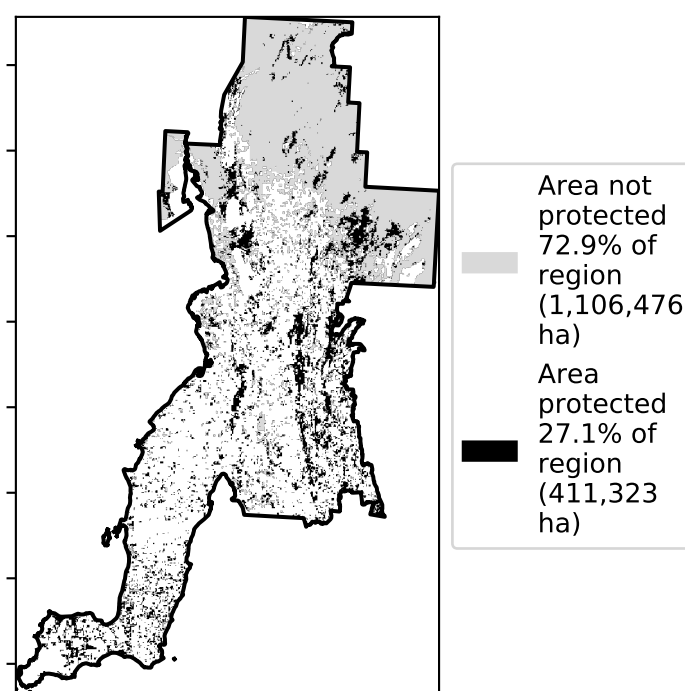 Area not
protected
72.9% of
region
(1,106,476
ha)
Area
protected
27.1% of
region
(411,323
ha)